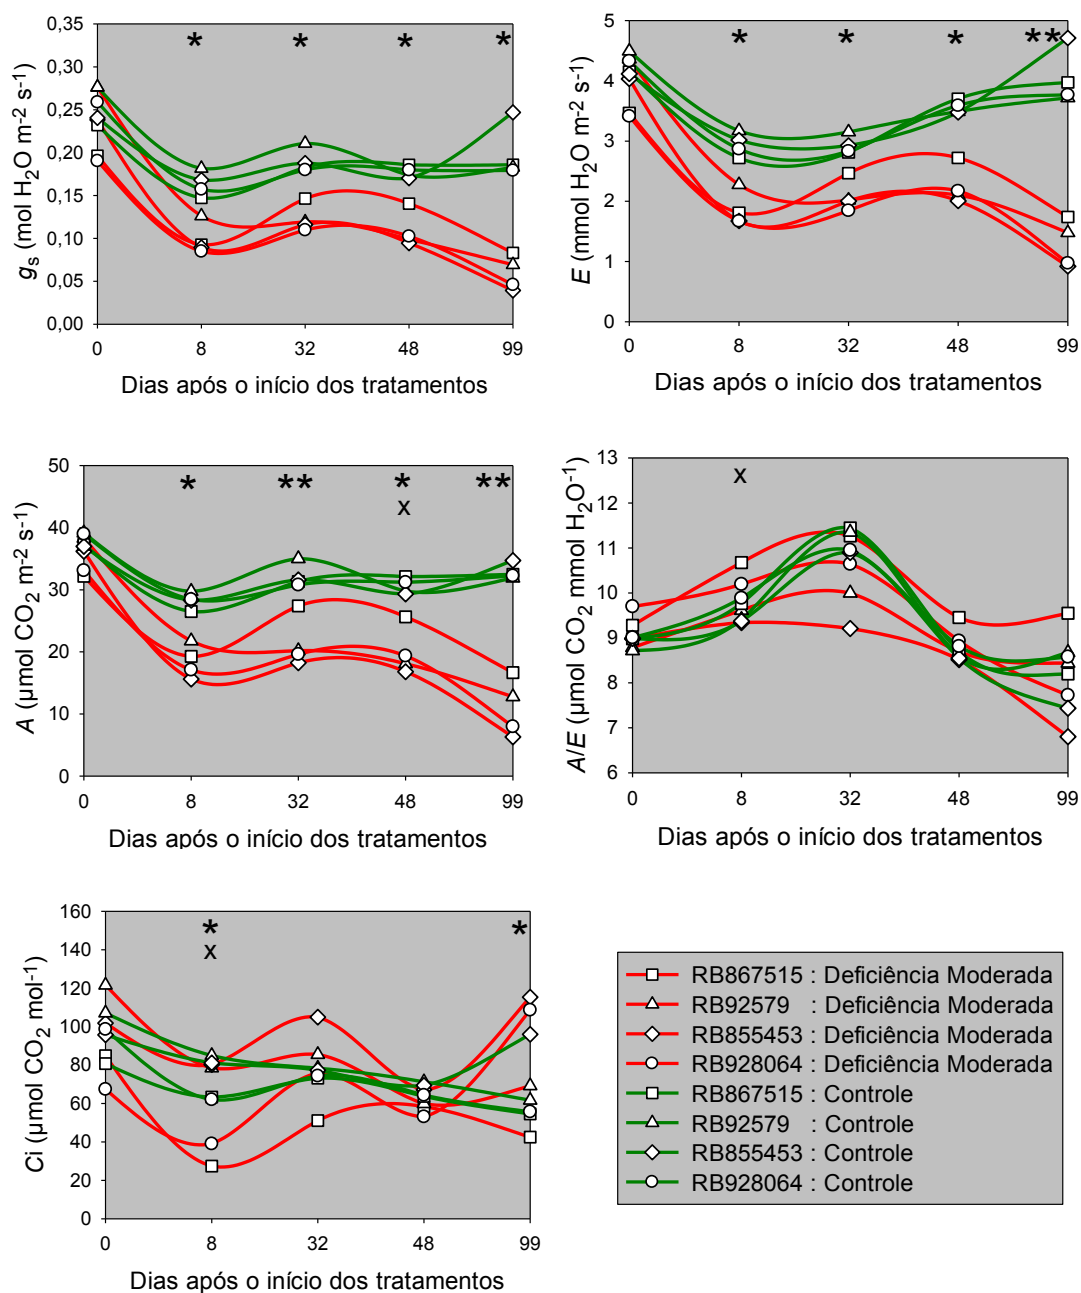 0,35
0,30
0,25
0,20
0,15
0,10
0,05
0,00
gs (mol H2O m-2 s-1)
* * * *
0 8 32 48 99
Dias após o início dos tratamentos
5
4
3
2
1
0
E (mmol H2O m-2 s-1)
* * * **
0 8 32 48 99
Dias após o início dos tratamentos
50
40
30
20
10
0
A (µmol CO2 m-2 s-1)
* ** * **
x
0 8 32 48 99
Dias após o início dos tratamentos
13
12
11
10
9
8
7
6
A/E (µmol CO2 mmol H2O-1)
x
0 8 32 48 99
Dias após o início dos tratamentos
160
140
120
100
80
60
40
20
0
Ci (µmol CO2 mol-1)
* *
x
0 8 32 48 99
Dias após o início dos tratamentos
RB867515 : Deficiência Moderada
RB92579 : Deficiência Moderada
RB855453 : Deficiência Moderada
RB928064 : Deficiência Moderada
RB867515 : Controle
RB92579 : Controle
RB855453 : Controle
RB928064 : Controle